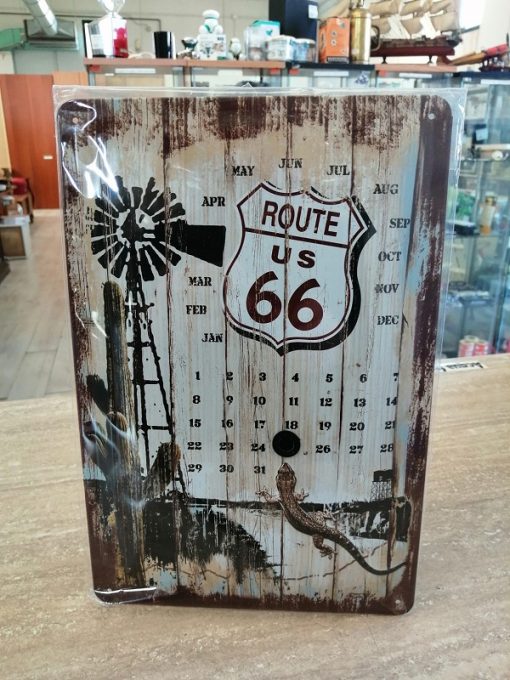 MAY JUN JUL
APR AUG
SEP
OCT
MAR NOV
FEB DEC
JAN
ROUTE
US
66
1 2 3 4 5 6 7
8 9 10 11 12 13 14
15 16 17 18 19 20 21
22 23 24 26 27 28
29 30 31